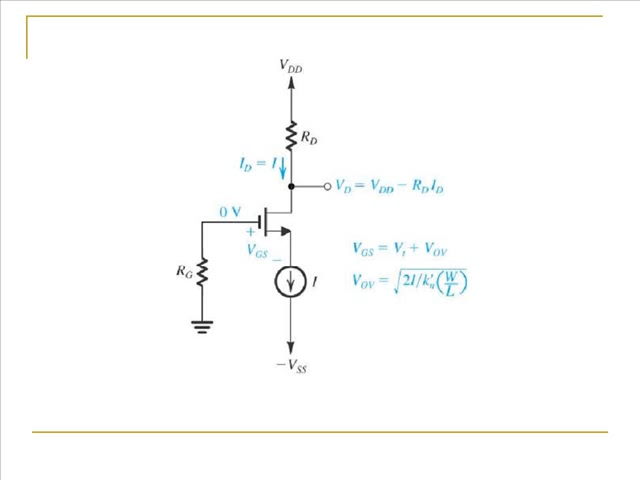 V_DD
R_D
I_D = I
V_D = V_DD − R_D I_D
0 V
+
V_GS
−
V_GS = V_t + V_OV
R_G
I
V_OV = √(2I/k'_n(W/L))
−V_SS